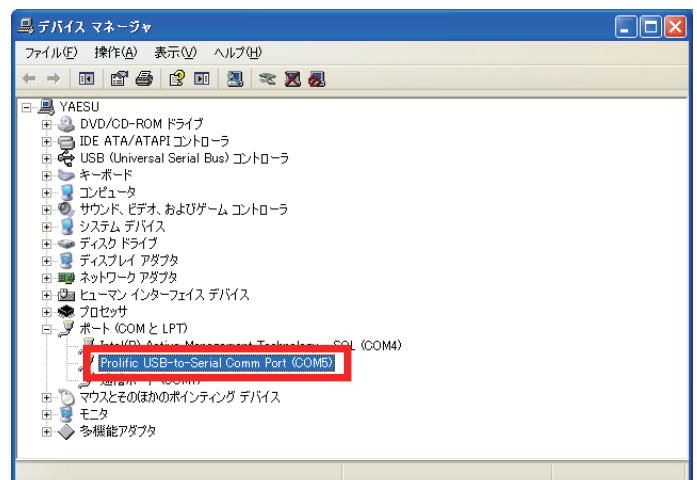 デバイス マネージャ
ファイル(F) 操作(A) 表示(V) ヘルプ(H)
YAESU
DVD/CD-ROM ドライブ
IDE ATA/ATAPI コントローラ
USB (Universal Serial Bus) コントローラ
キーボード
コンピュータ
サウンド、ビデオ、およびゲーム コントローラ
システム デバイス
ディスク ドライブ
ディスプレイ アダプタ
ネットワーク アダプタ
ヒューマン インターフェイス デバイス
プロセッサ
ポート (COM と LPT)
Intel(R) Active Management Technology - SOL (COM4)
Prolific USB-to-Serial Comm Port (COM5)
通信ポート (COM1)
マウスとそのほかのポインティング デバイス
モニタ
多機能アダプタ